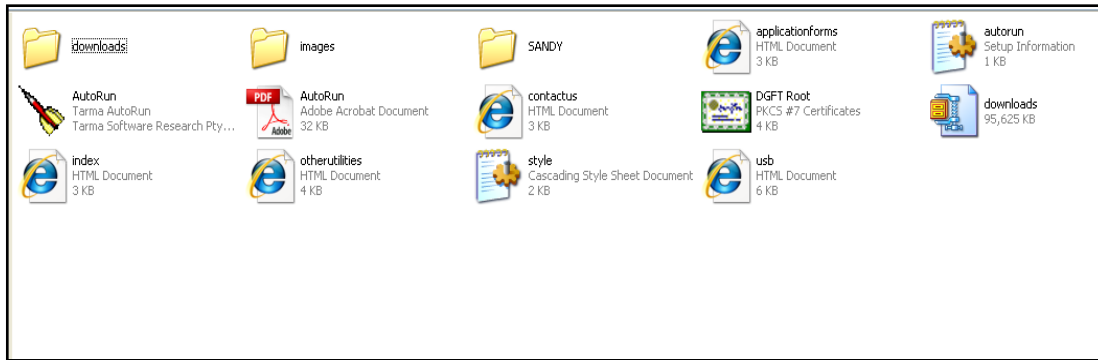 downloads
images
SANDY
applicationforms
HTML Document
3 KB
autorun
Setup Information
1 KB
AutoRun
Tarma AutoRun
Tarma Software Research Pty...
PDF
Adobe
AutoRun
Adobe Acrobat Document
32 KB
contactus
HTML Document
3 KB
DGFT Root
PKCS #7 Certificates
4 KB
downloads
95,625 KB
index
HTML Document
3 KB
otherutilities
HTML Document
4 KB
style
Cascading Style Sheet Document
2 KB
usb
HTML Document
6 KB